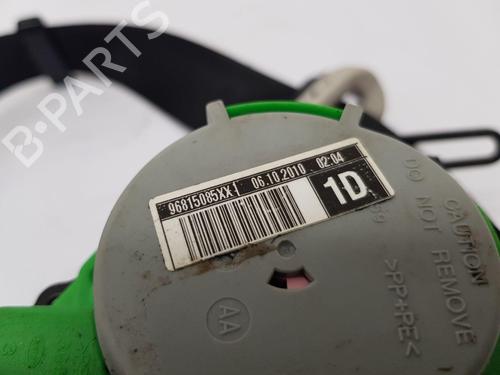 B-PARTS
96815085XX
06.10.2010
02:04
1D
CAUTION
DO NOT REMOVE
>PP+PE<
AA